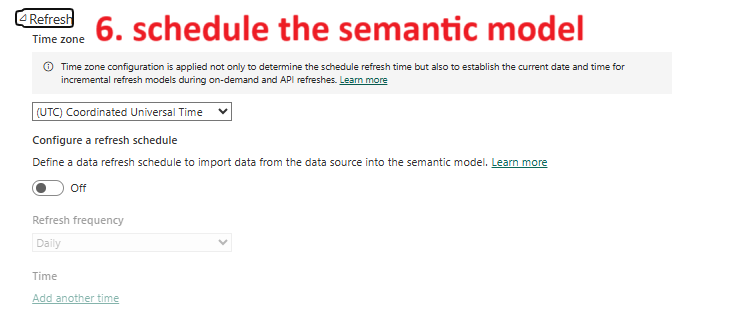 Refresh
6. schedule the semantic model
Time zone
Time zone configuration is applied not only to determine the schedule refresh time but also to establish the current date and time for
incremental refresh models during on-demand and API refreshes. Learn more
(UTC) Coordinated Universal Time
Configure a refresh schedule
Define a data refresh schedule to import data from the data source into the semantic model. Learn more
Off
Refresh frequency
Daily
Time
Add another time